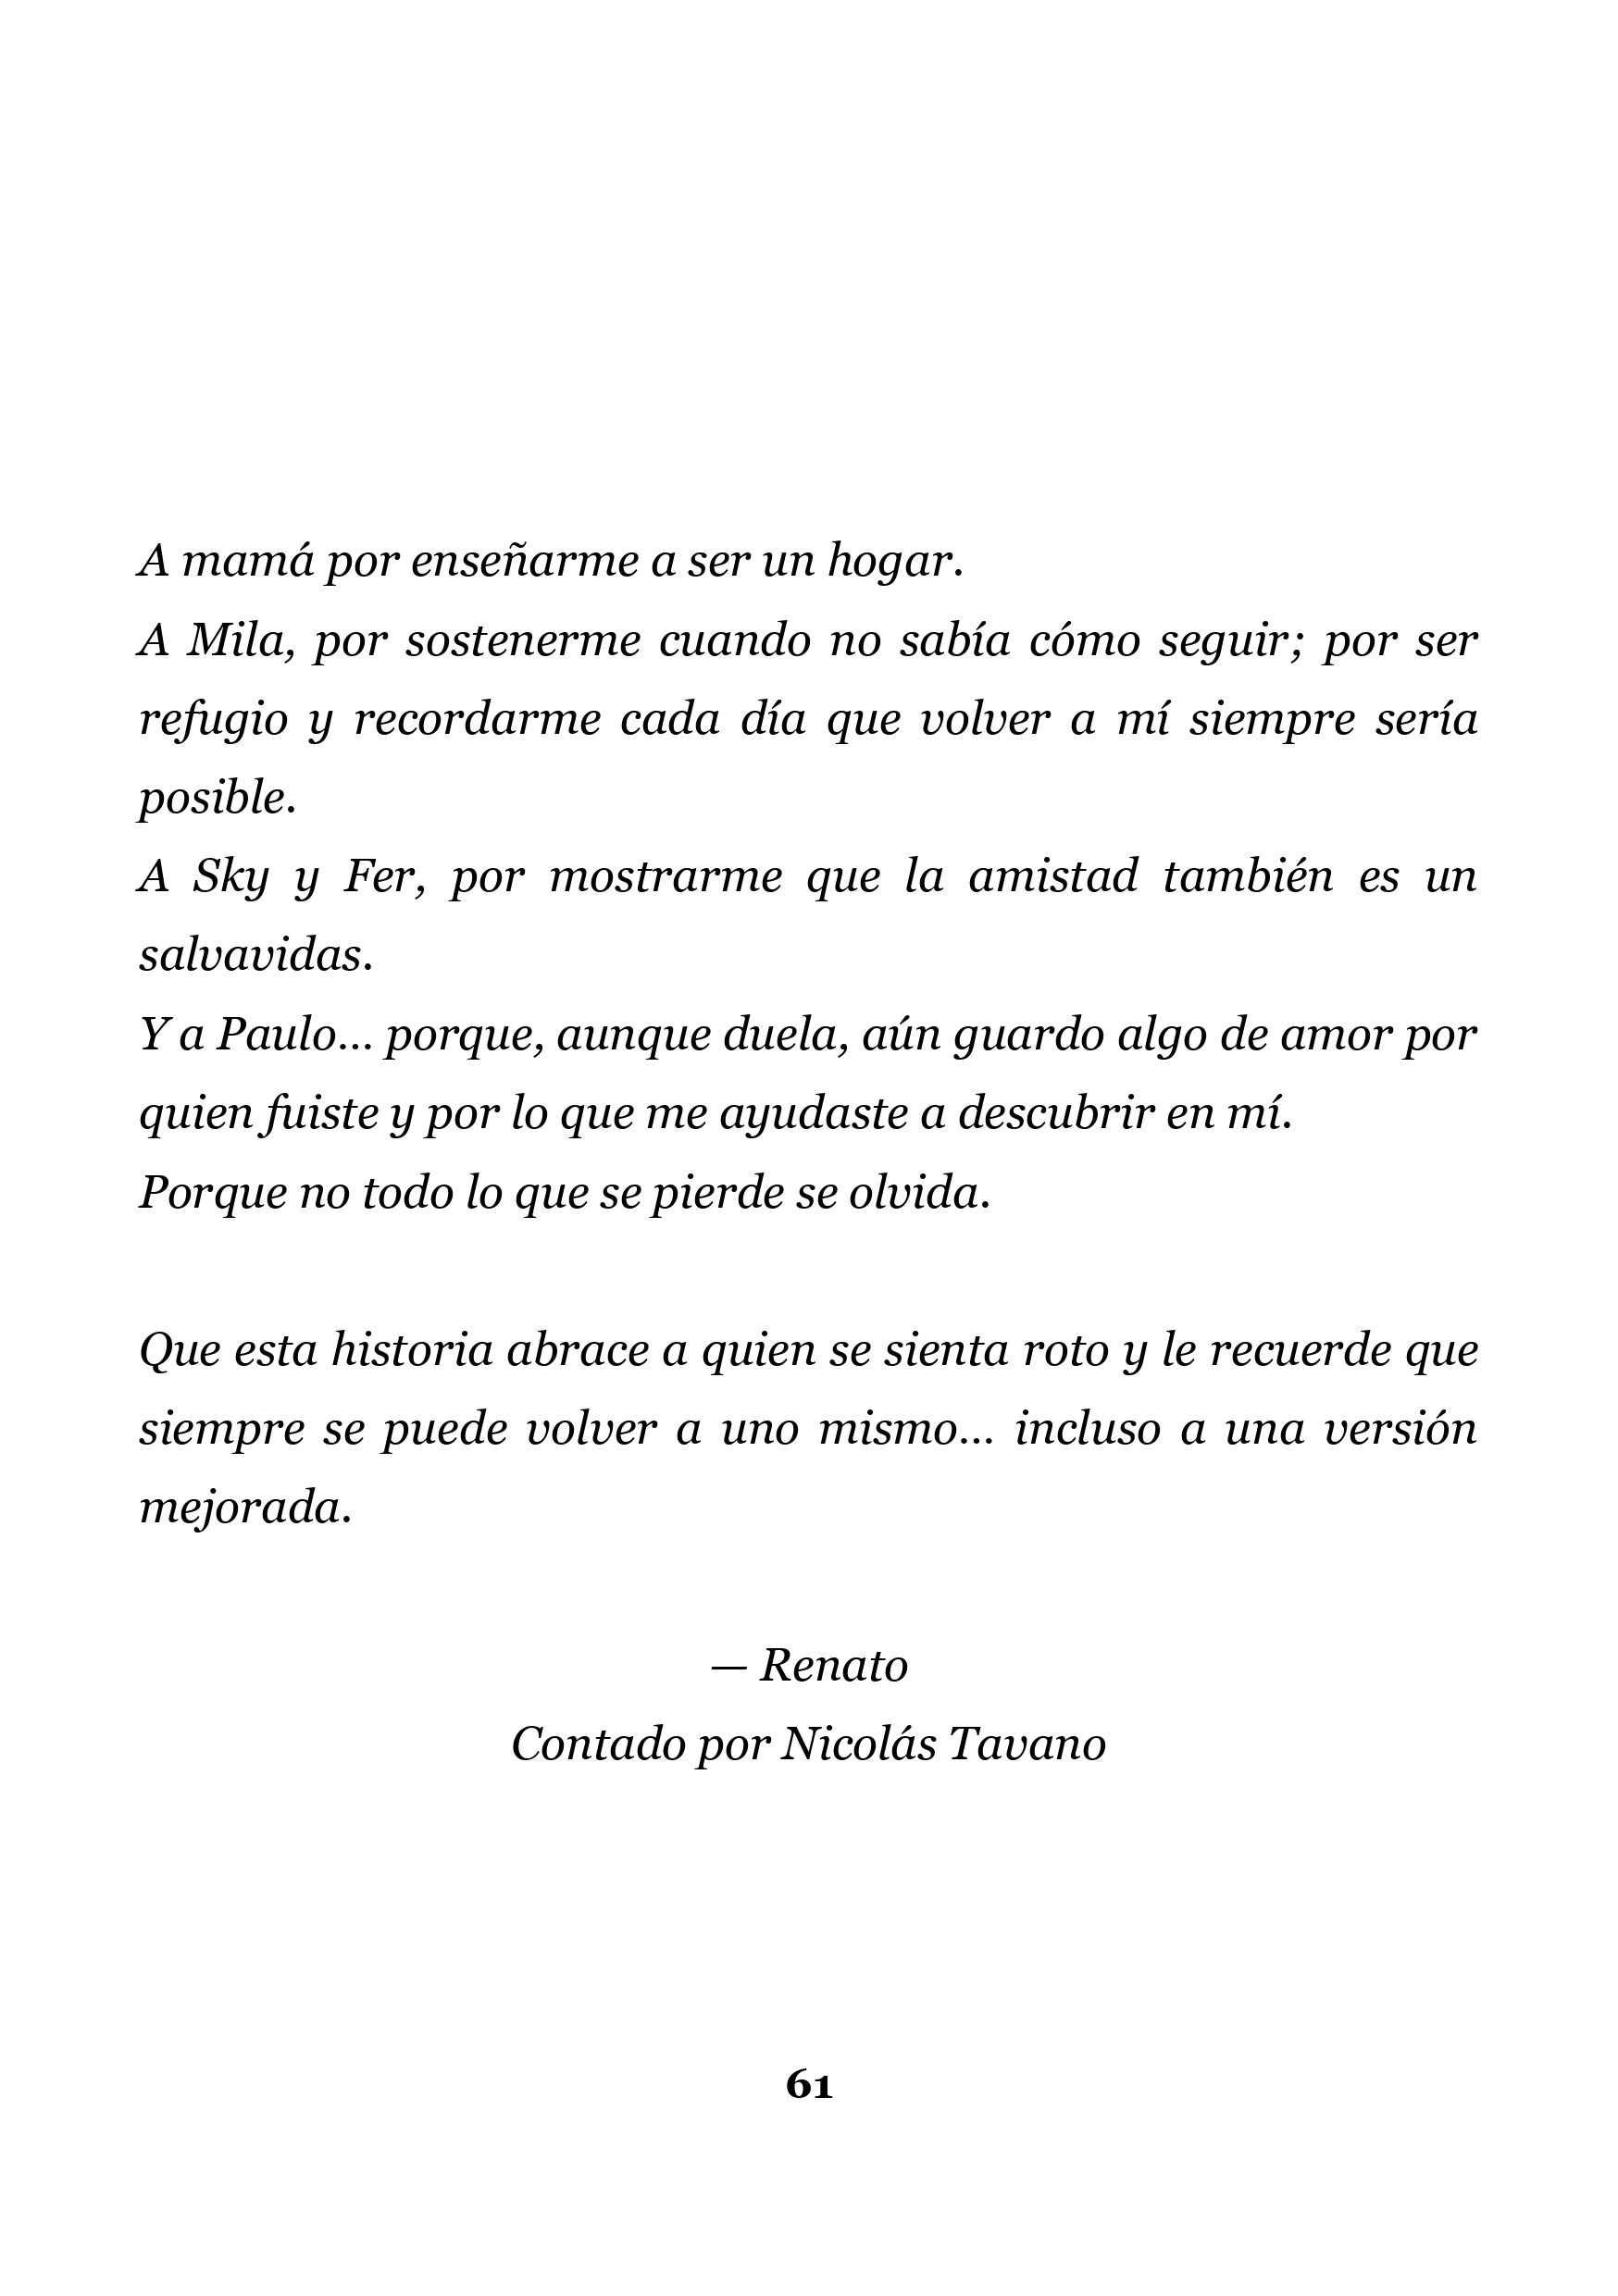 A mamá por enseñarme a ser un hogar.
A Mila, por sostenerme cuando no sabía cómo seguir; por ser
refugio y recordarme cada día que volver a mí siempre sería
posible.
A Sky y Fer, por mostrarme que la amistad también es un
salvavidas.
Y a Paulo... porque, aunque duela, aún guardo algo de amor por
quien fuiste y por lo que me ayudaste a descubrir en mí.
Porque no todo lo que se pierde se olvida.
Que esta historia abrace a quien se sienta roto y le recuerde que
siempre se puede volver a uno mismo... incluso a una versión
mejorada.
— Renato
Contado por Nicolás Tavano
61